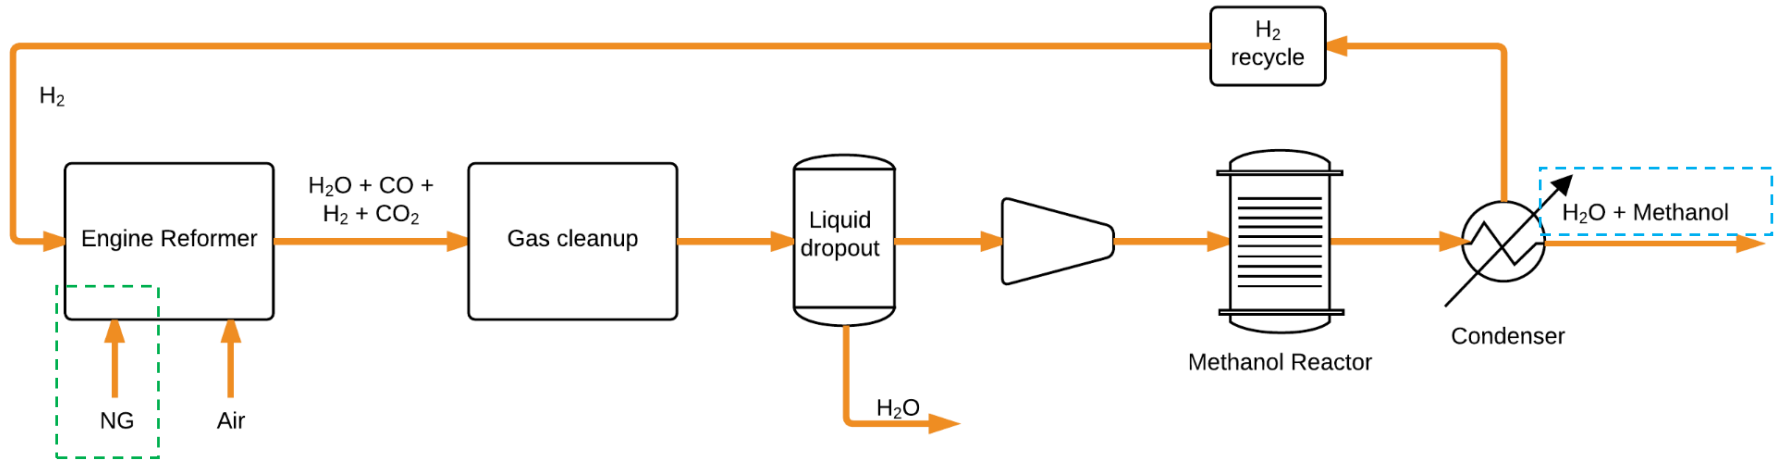 H₂
recycle
H₂
Engine Reformer
H₂O + CO +
H₂ + CO₂
Gas cleanup
Liquid
dropout
H₂O + Methanol
Condenser
Methanol Reactor
NG
Air
H₂O